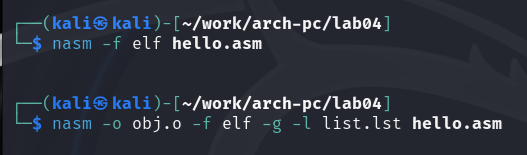 ┌──(kali㉿kali)-[~/work/arch-pc/lab04]
└─$ nasm -f elf hello.asm
┌──(kali㉿kali)-[~/work/arch-pc/lab04]
└─$ nasm -o obj.o -f elf -g -l list.lst hello.asm